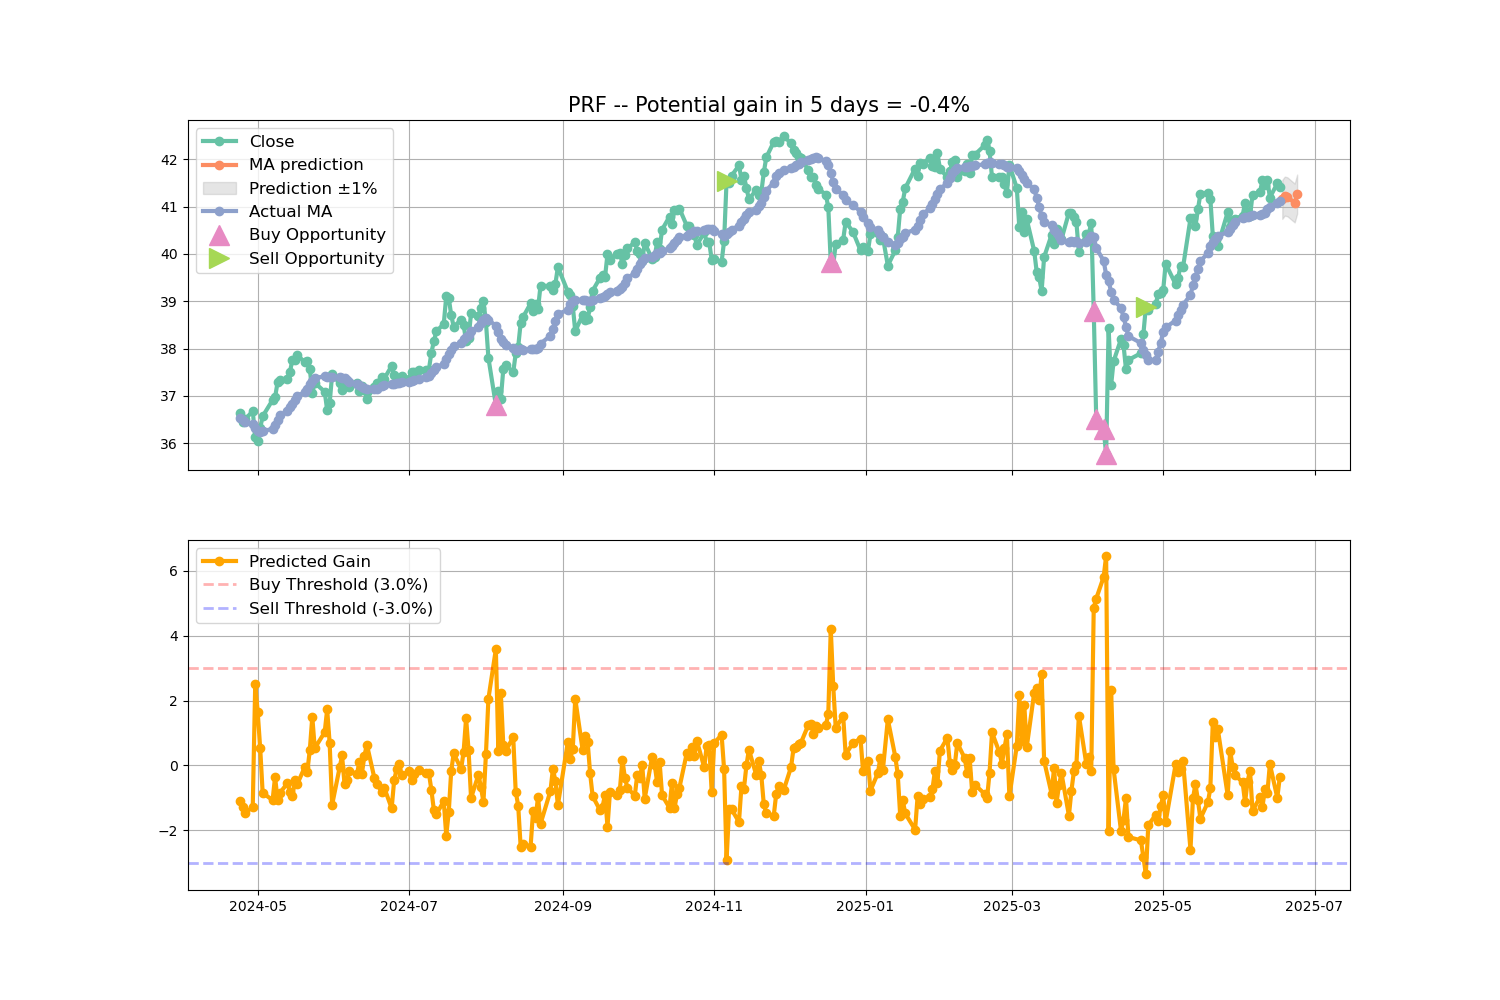 PRF -- Potential gain in 5 days = -0.4%
Close
MA prediction
Prediction ±1%
Actual MA
Buy Opportunity
Sell Opportunity
42
41
40
39
38
37
36
Predicted Gain
Buy Threshold (3.0%)
Sell Threshold (-3.0%)
6
4
2
0
−2
2024-05 2024-07 2024-09 2024-11 2025-01 2025-03 2025-05 2025-07